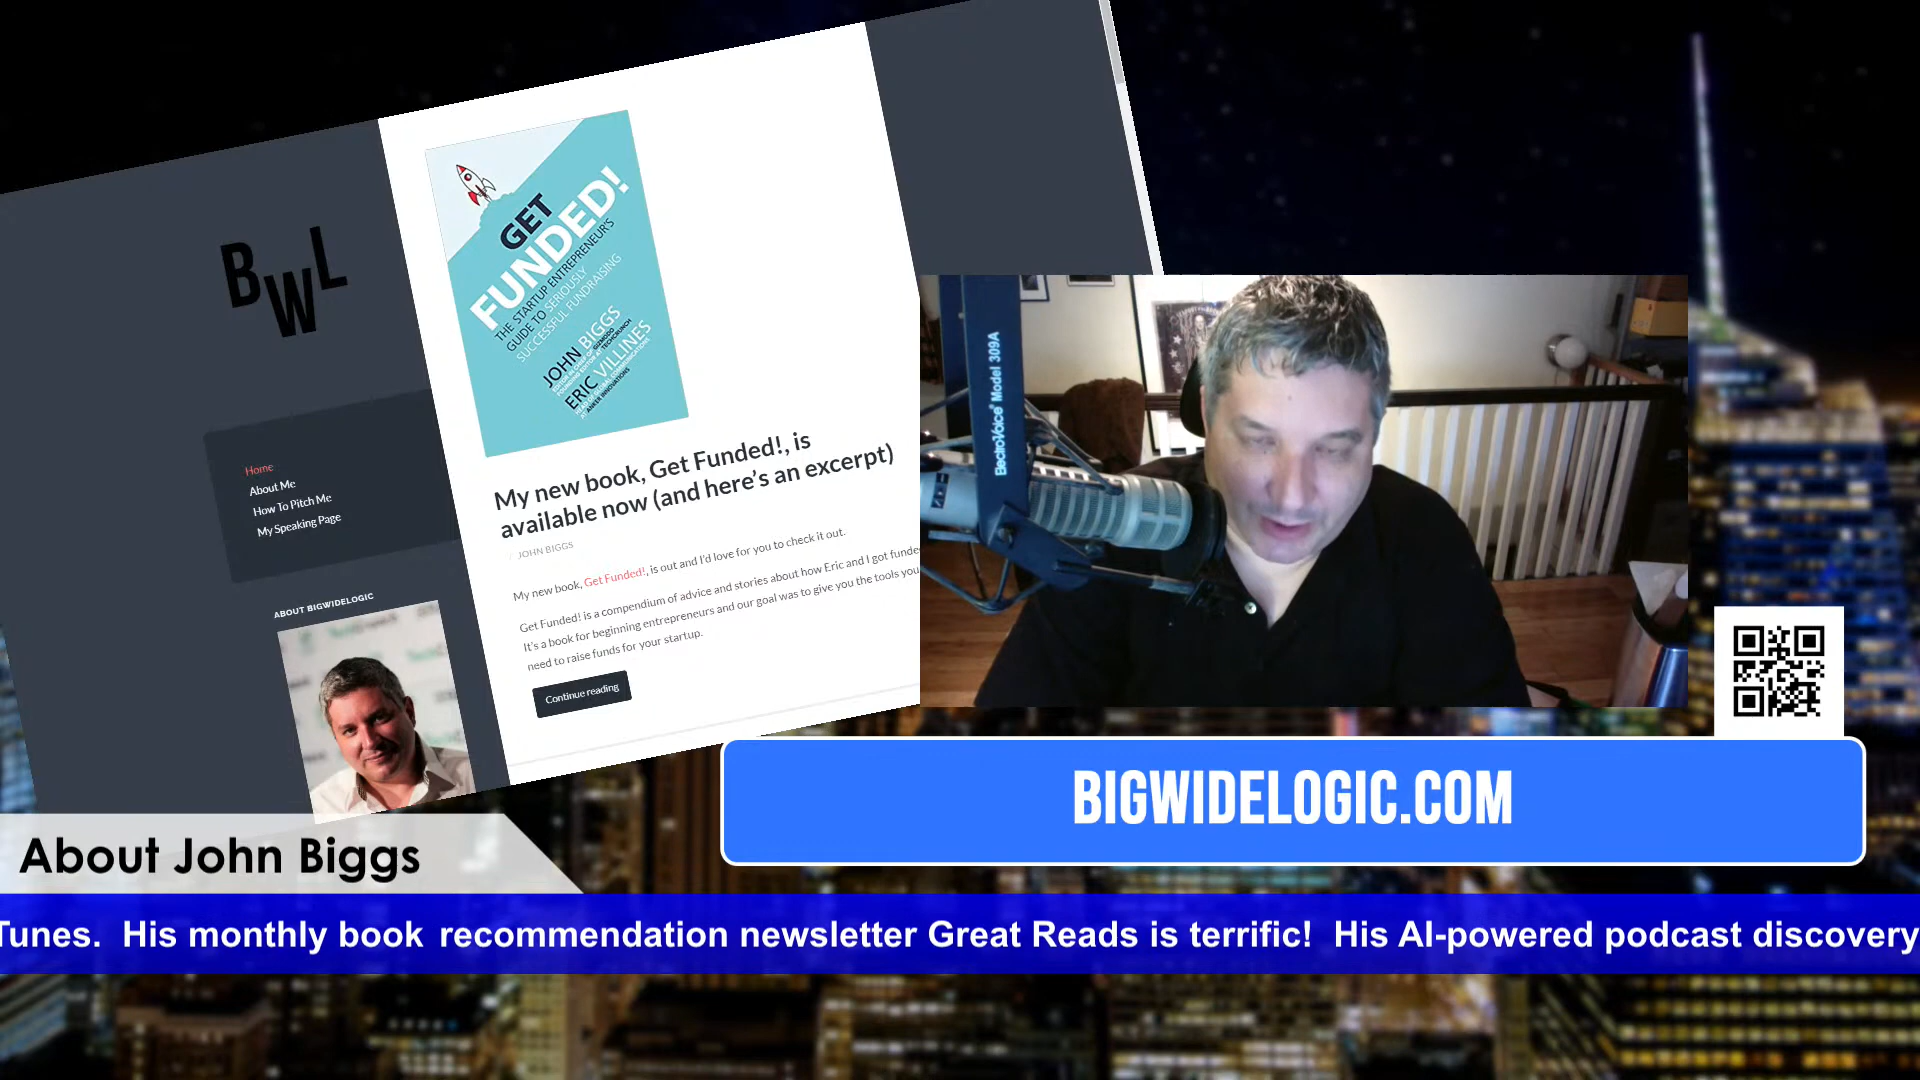 GET
FUNDED!
THE STARTUP ENTREPRENEUR'S
GUIDE TO SERIOUSLY
SUCCESSFUL FUNDRAISING
JOHN BIGGS
ERIC VILLINES
BWL
Home
About Me
How To Pitch Me
My Speaking Page
ABOUT BIGWIDELOGIC
My new book, Get Funded!, is
available now (and here's an excerpt)
JOHN BIGGS
My new book, Get Funded!, is out and I'd love for you to check it out.
Get Funded! is a compendium of advice and stories about how Eric and I got funde
It's a book for beginning entrepreneurs and our goal was to give you the tools you
need to raise funds for your startup.
Continue reading
ElectroVoice® Model 309A
BIGWIDELOGIC.COM
About John Biggs
Tunes. His monthly book recommendation newsletter Great Reads is terrific! His AI-powered podcast discovery